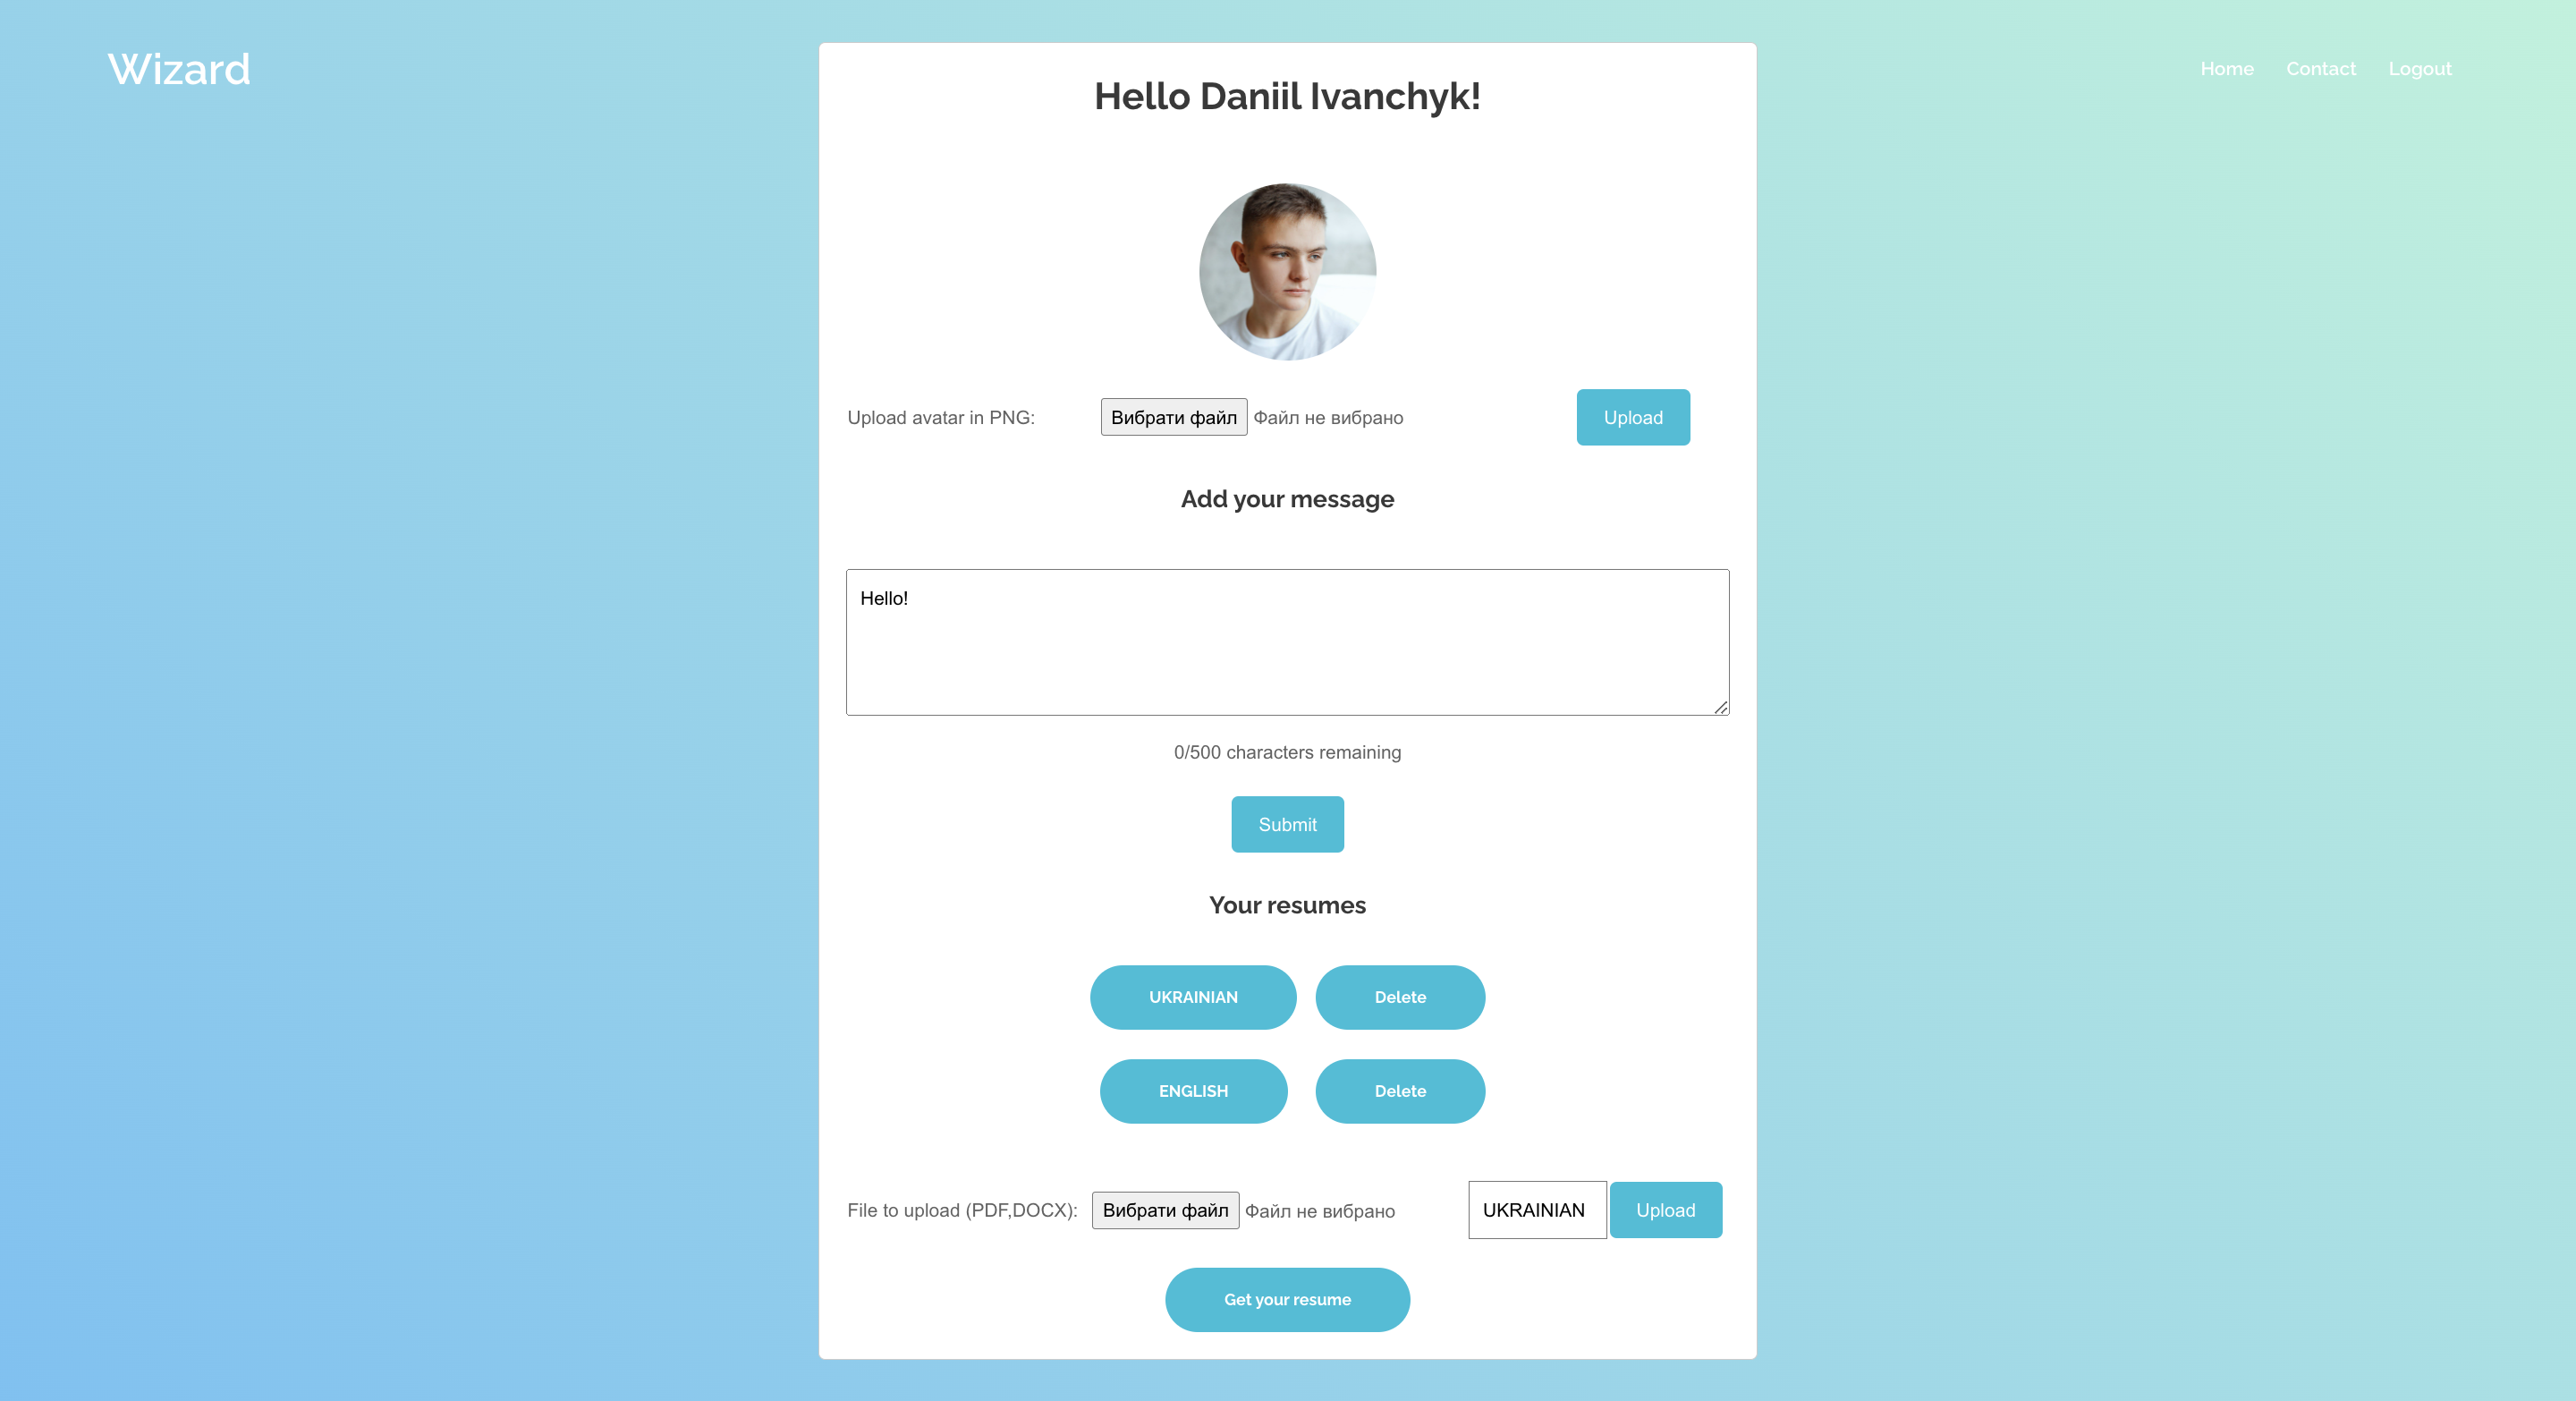 Wizard
Home Contact Logout
Hello Daniil Ivanchyk!
Upload avatar in PNG: Вибрати файл Файл не вибрано Upload
Add your message
Hello!
0/500 characters remaining
Submit
Your resumes
UKRAINIAN Delete
ENGLISH Delete
File to upload (PDF,DOCX): Вибрати файл Файл не вибрано UKRAINIAN Upload
Get your resume